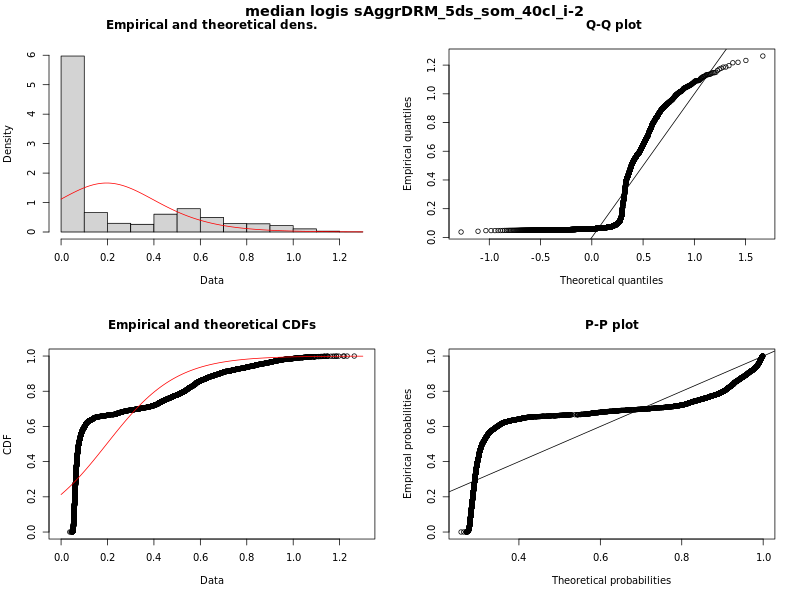 median logis sAggrDRM_5ds_som_40cl_i-2
Empirical and theoretical dens.
Density
0 1 2 3 4 5 6
0.0 0.2 0.4 0.6 0.8 1.0 1.2
Data
Q-Q plot
Empirical quantiles
0.0 0.2 0.4 0.6 0.8 1.0 1.2
-1.0 -0.5 0.0 0.5 1.0 1.5
Theoretical quantiles
Empirical and theoretical CDFs
CDF
0.0 0.2 0.4 0.6 0.8 1.0
0.0 0.2 0.4 0.6 0.8 1.0 1.2
Data
P-P plot
Empirical probabilities
0.0 0.2 0.4 0.6 0.8 1.0
0.4 0.6 0.8 1.0
Theoretical probabilities